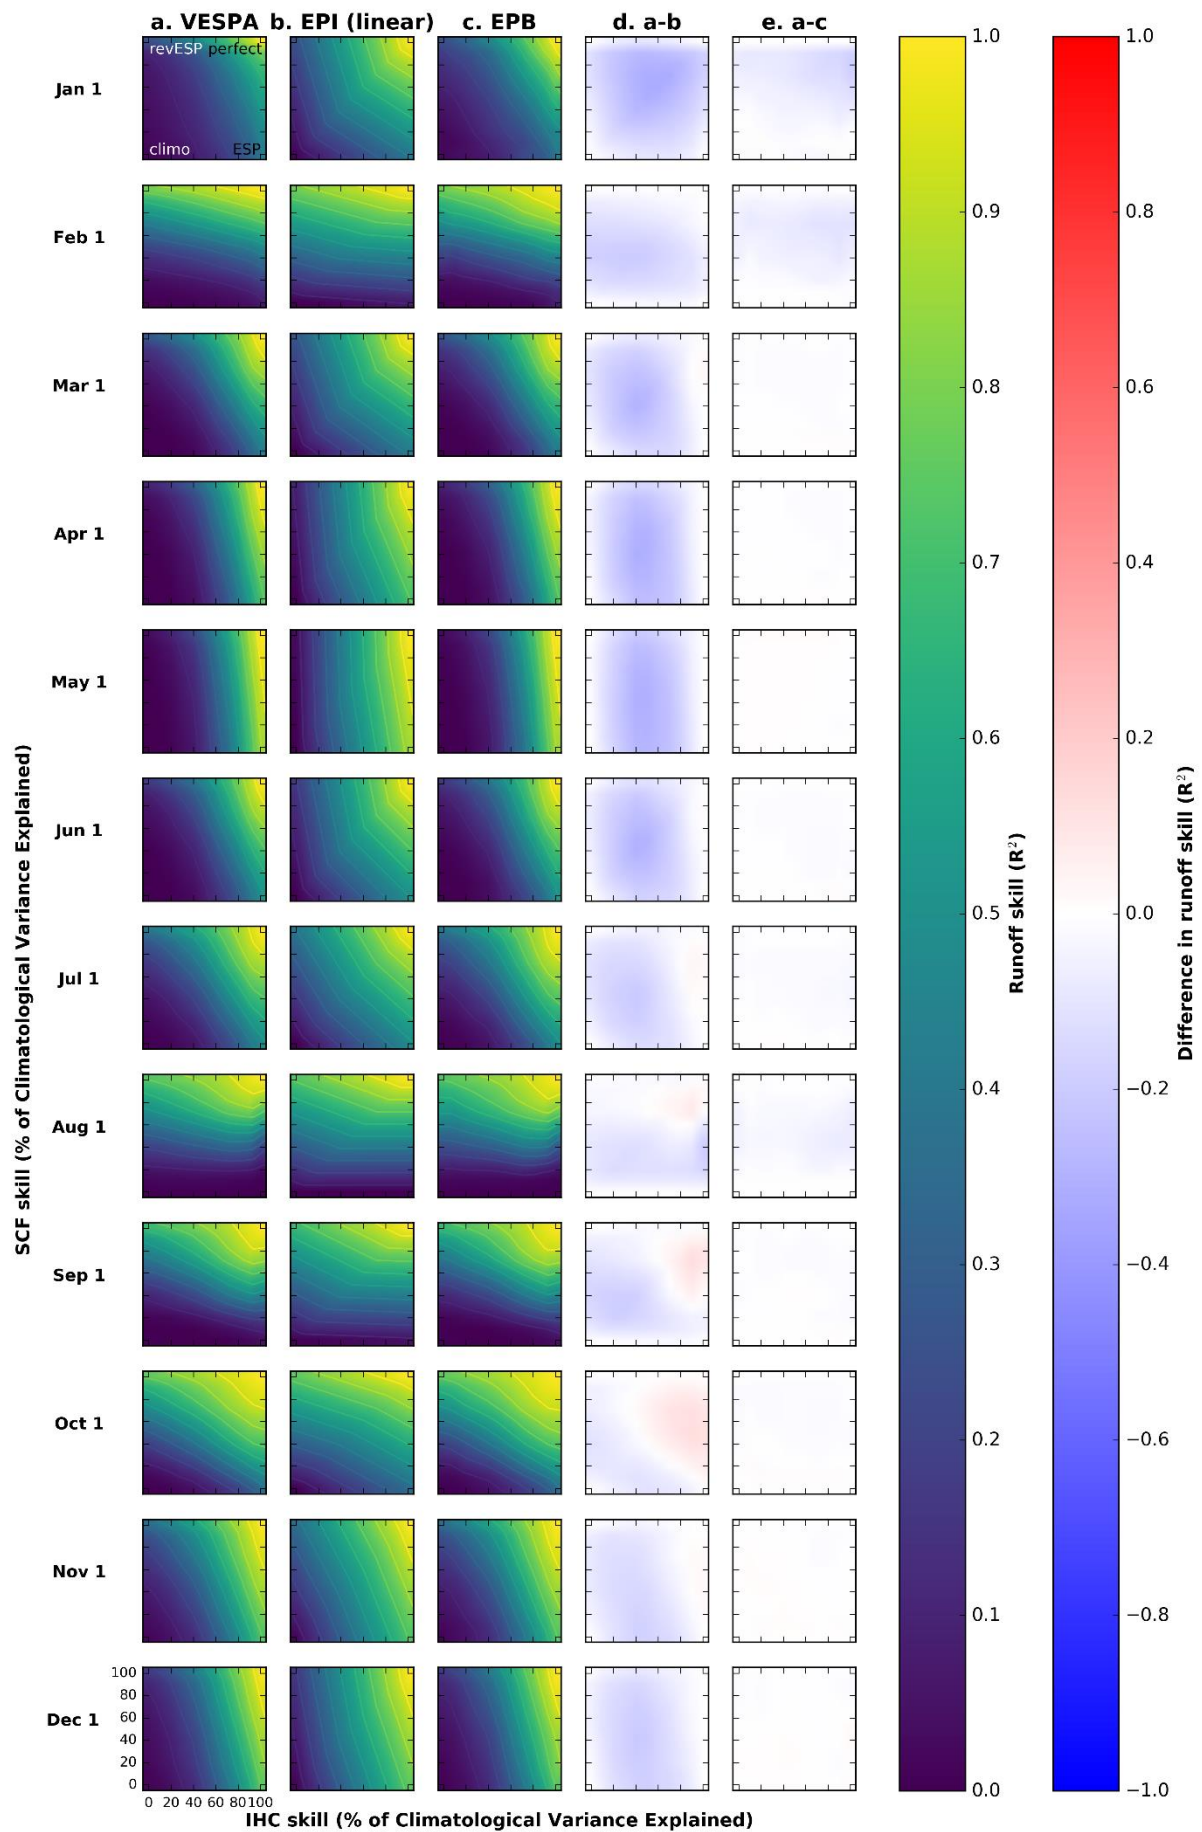 a. VESPA b. EPI (linear) c. EPB d. a-b e. a-c
revESP perfect
climo ESP
Jan 1
Feb 1
Mar 1
Apr 1
May 1
Jun 1
Jul 1
Aug 1
Sep 1
Oct 1
Nov 1
Dec 1
100
80
60
40
20
0
0 20 40 60 80 100
SCF skill (% of Climatological Variance Explained)
IHC skill (% of Climatological Variance Explained)
1.0
0.9
0.8
0.7
0.6
0.5
0.4
0.3
0.2
0.1
0.0
Runoff skill (R²)
1.0
0.8
0.6
0.4
0.2
0.0
−0.2
−0.4
−0.6
−0.8
−1.0
Difference in runoff skill (R²)